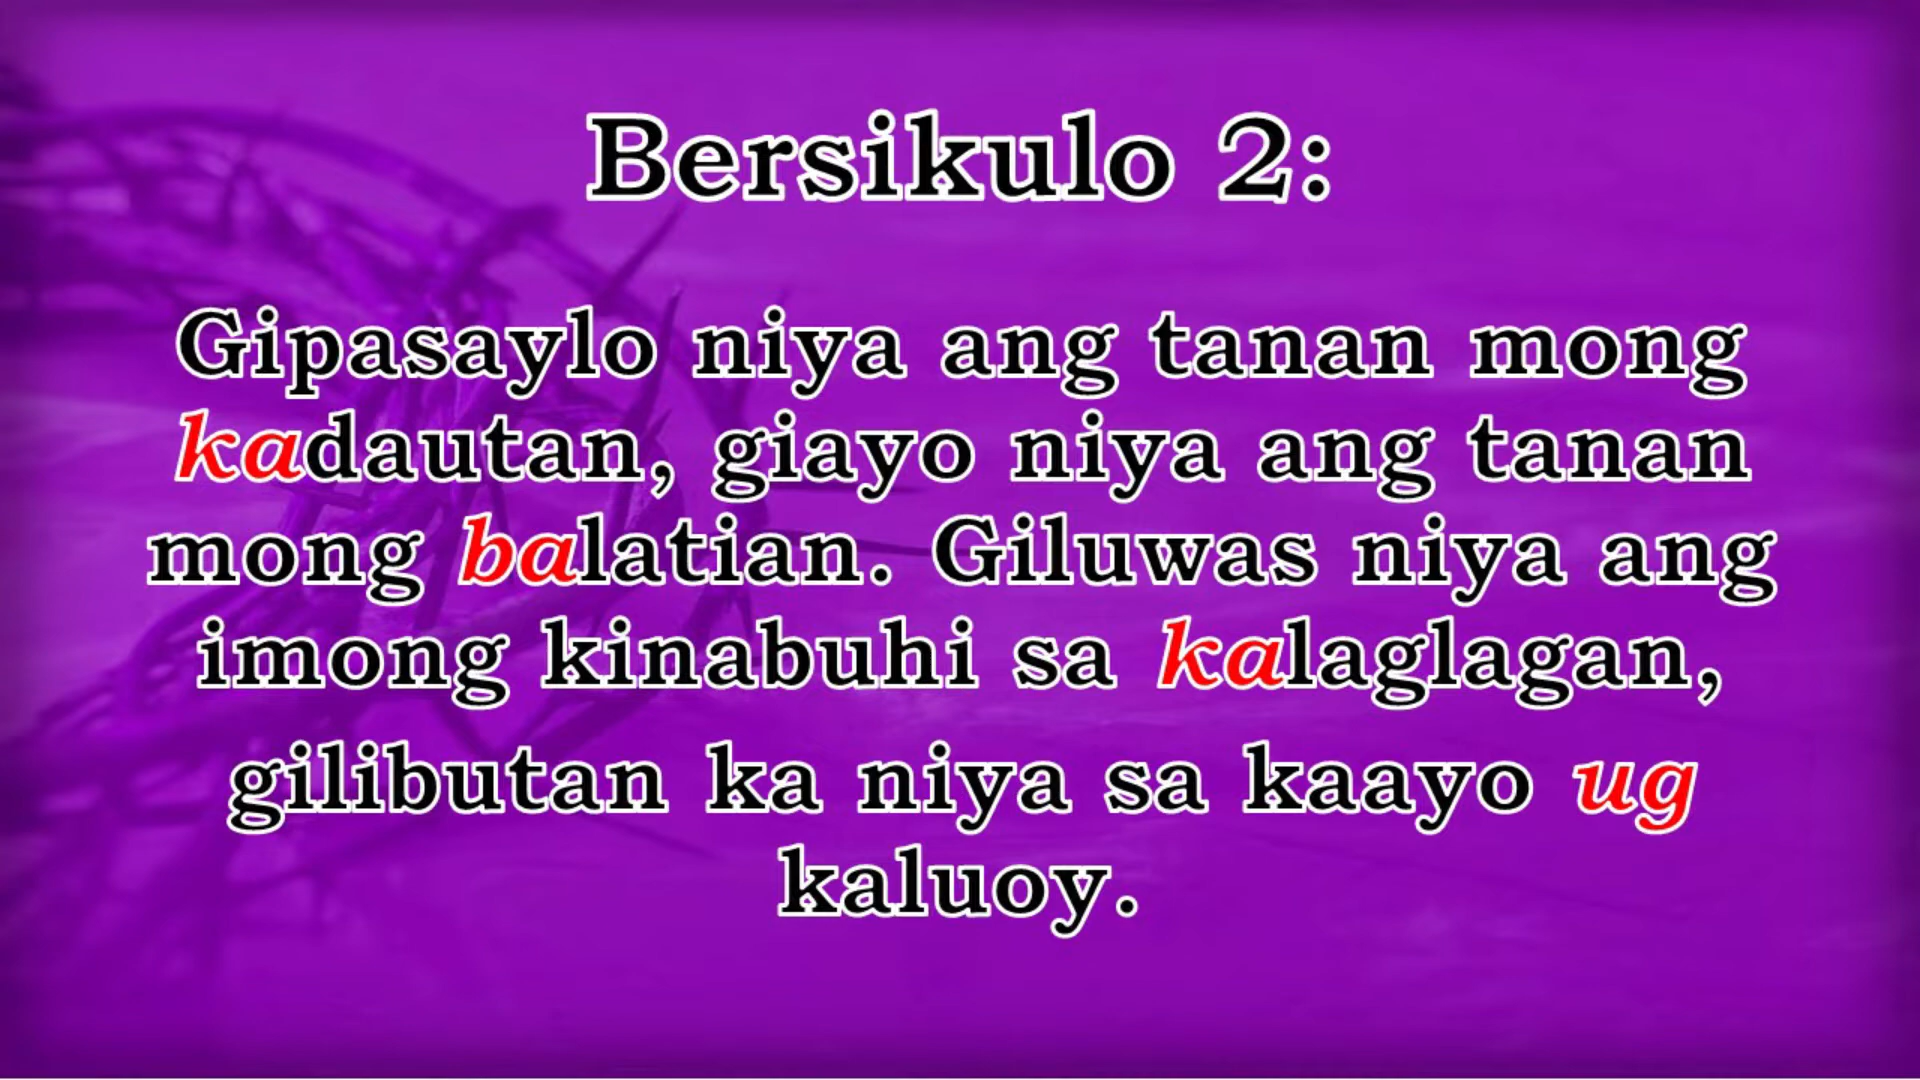 Bersikulo 2:
Gipasaylo niya ang tanan mong
kadautan, giayo niya ang tanan
mong balatian. Giluwas niya ang
imong kinabuhi sa kalaglagan,
gilibutan ka niya sa kaayo ug
kaluoy.